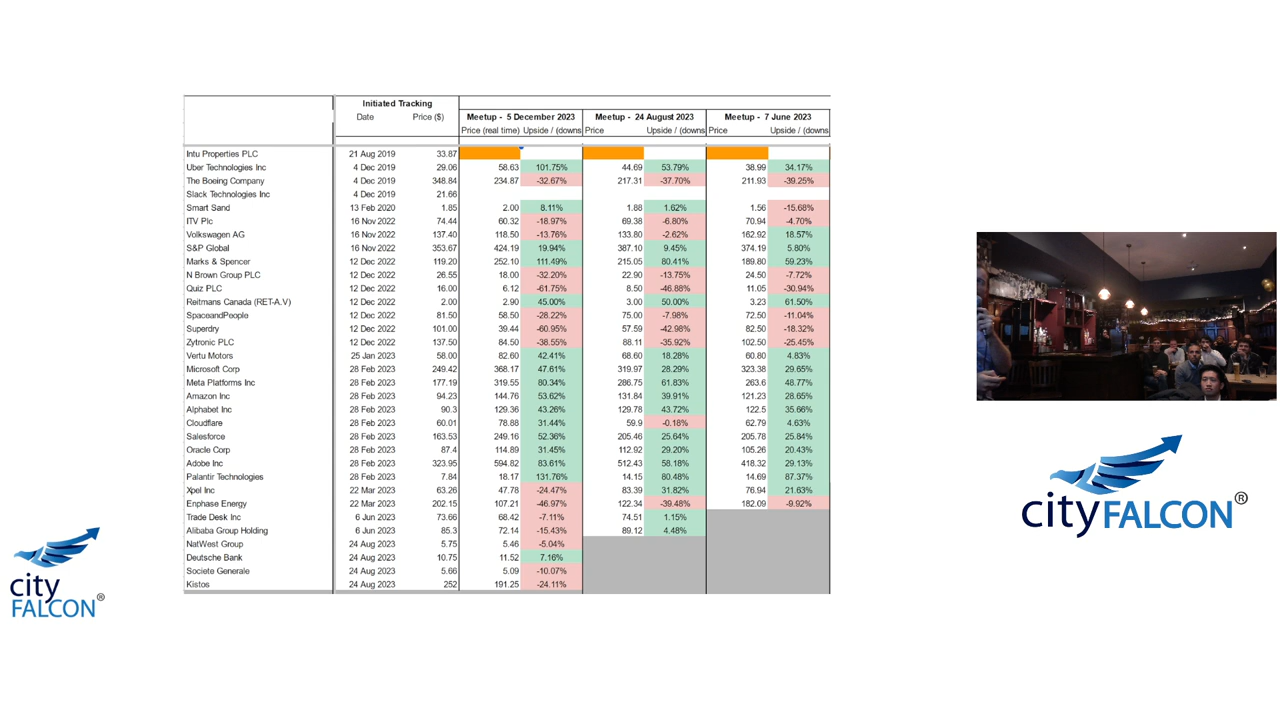 Initiated Tracking
Date Price ($) Meetup - 5 December 2023 Meetup - 24 August 2023 Meetup - 7 June 2023
Price (real time) Upside / (downs Price Upside / (downs Price Upside / (downs
Intu Properties PLC 21 Aug 2019 33.87
Uber Technologies Inc 4 Dec 2019 29.06 58.63 101.75% 44.69 53.79% 38.99 34.17%
The Boeing Company 4 Dec 2019 348.84 234.87 -32.67% 217.31 -37.70% 211.93 -39.25%
Slack Technologies Inc 4 Dec 2019 21.66
Smart Sand 13 Feb 2020 1.85 2.00 8.11% 1.88 1.62% 1.56 -15.68%
ITV Plc 16 Nov 2022 74.44 60.32 -18.97% 69.38 -6.80% 70.94 -4.70%
Volkswagen AG 16 Nov 2022 137.40 118.50 -13.76% 133.80 -2.62% 162.92 18.57%
S&P Global 16 Nov 2022 353.67 424.19 19.94% 387.10 9.45% 374.19 5.80%
Marks & Spencer 12 Dec 2022 119.20 252.10 111.49% 215.05 80.41% 189.80 59.23%
N Brown Group PLC 12 Dec 2022 26.55 18.00 -32.20% 22.90 -13.75% 24.50 -7.72%
Quiz PLC 12 Dec 2022 16.00 6.12 -61.75% 8.50 -46.88% 11.05 -30.94%
Reitmans Canada (RET-A.V) 12 Dec 2022 2.00 2.90 45.00% 3.00 50.00% 3.23 61.50%
SpaceandPeople 12 Dec 2022 81.50 58.50 -28.22% 75.00 -7.98% 72.50 -11.04%
Superdry 12 Dec 2022 101.00 39.44 -60.95% 57.59 -42.98% 82.50 -18.32%
Zytronic PLC 12 Dec 2022 137.50 84.50 -38.55% 88.11 -35.92% 102.50 -25.45%
Vertu Motors 25 Jan 2023 58.00 82.60 42.41% 68.60 18.28% 60.80 4.83%
Microsoft Corp 28 Feb 2023 249.42 368.17 47.61% 319.97 28.29% 323.38 29.65%
Meta Platforms Inc 28 Feb 2023 177.19 319.55 80.34% 286.75 61.83% 263.6 48.77%
Amazon Inc 28 Feb 2023 94.23 144.76 53.62% 131.84 39.91% 121.23 28.65%
Alphabet Inc 28 Feb 2023 90.3 129.36 43.26% 129.78 43.72% 122.5 35.66%
Cloudflare 28 Feb 2023 60.01 78.88 31.44% 59.9 -0.18% 62.79 4.63%
Salesforce 28 Feb 2023 163.53 249.16 52.36% 205.46 25.64% 205.78 25.84%
Oracle Corp 28 Feb 2023 87.4 114.89 31.45% 112.92 29.20% 105.26 20.43%
Adobe Inc 28 Feb 2023 323.95 594.82 83.61% 512.43 58.18% 418.32 29.13%
Palantir Technologies 28 Feb 2023 7.84 18.17 131.76% 14.15 80.48% 14.69 87.37%
Xpel Inc 22 Mar 2023 63.26 47.78 -24.47% 83.39 31.82% 76.94 21.63%
Enphase Energy 22 Mar 2023 202.15 107.21 -46.97% 122.34 -39.48% 182.09 -9.92%
Trade Desk Inc 6 Jun 2023 73.66 68.42 -7.11% 74.51 1.15%
Alibaba Group Holding 6 Jun 2023 85.3 72.14 -15.43% 89.12 4.48%
NatWest Group 24 Aug 2023 5.75 5.46 -5.04%
Deutsche Bank 24 Aug 2023 10.75 11.52 7.16%
Societe Generale 24 Aug 2023 5.66 5.09 -10.07%
Kistos 24 Aug 2023 252 191.25 -24.11%
city FALCON®
city
FALCON®